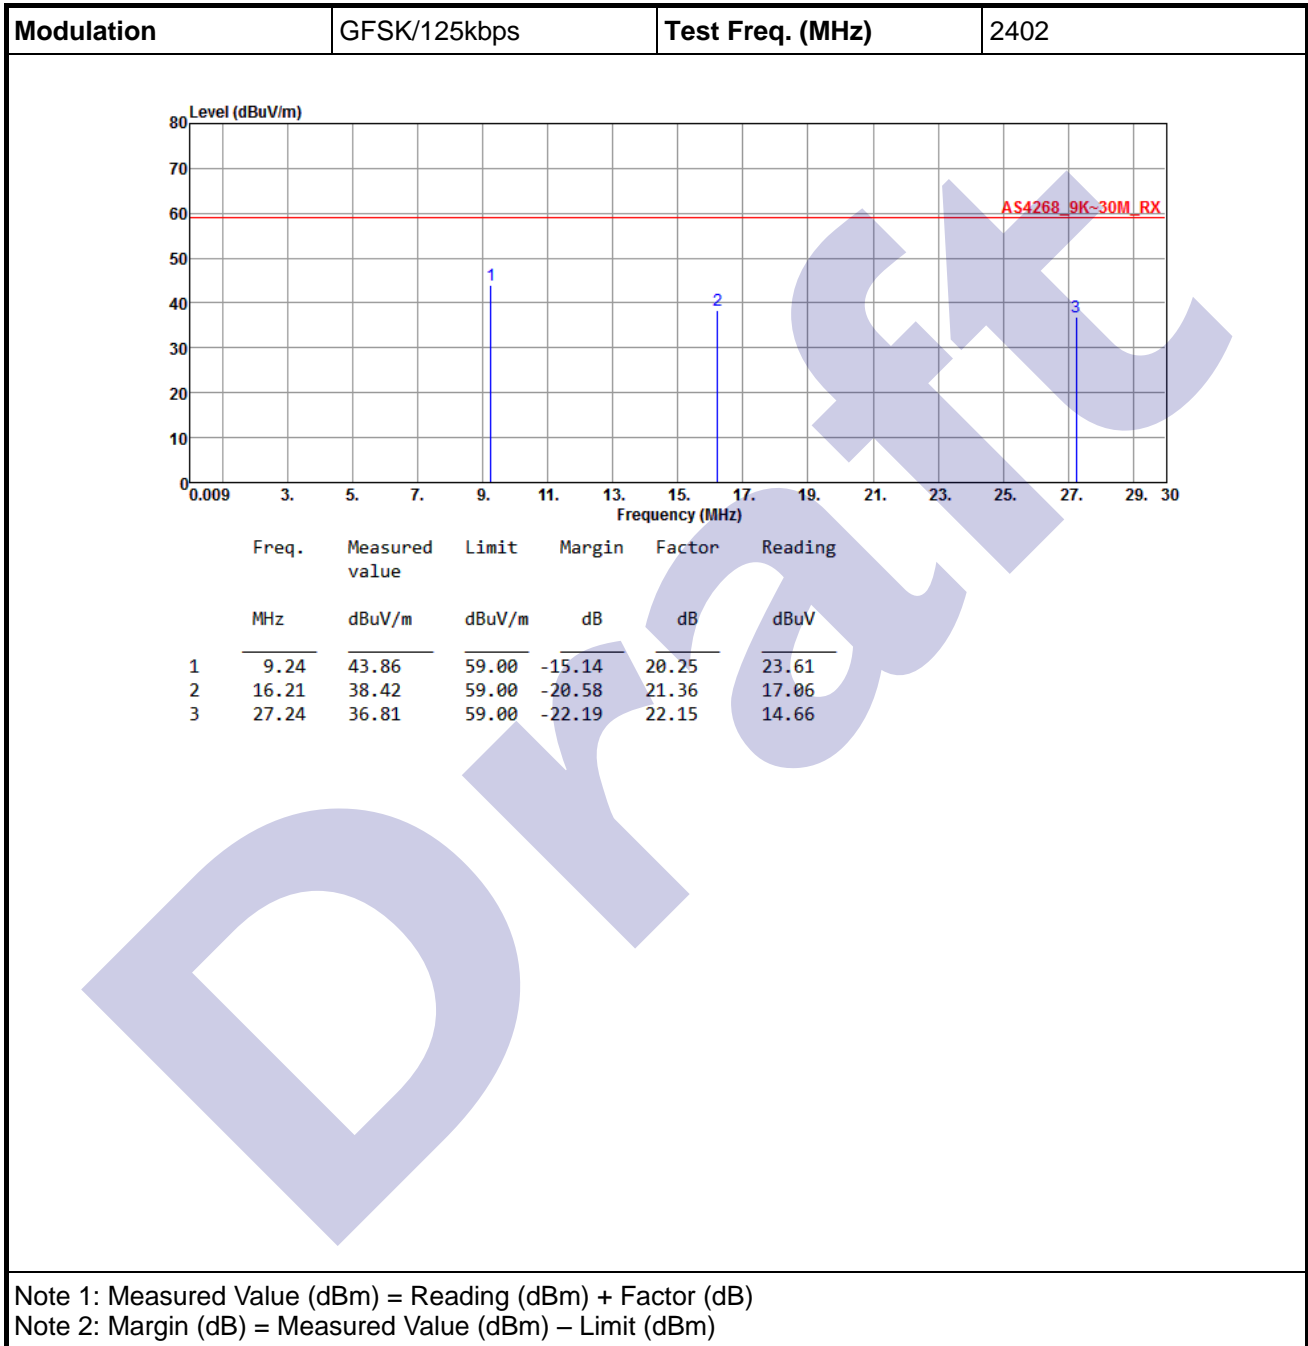 Modulation GFSK/125kbps Test Freq. (MHz) 2402
Level (dBuV/m)
80
70
60
AS4268_9K~30M_RX
50
1
40
2
3
30
20
10
0
0.009 3. 5. 7. 9. 11. 13. 15. 17. 19. 21. 23. 25. 27. 29. 30
Frequency (MHz)
Freq. Measured Limit Margin Factor Reading
value
MHz dBuV/m dBuV/m dB dB dBuV
1 9.24 43.86 59.00 -15.14 20.25 23.61
2 16.21 38.42 59.00 -20.58 21.36 17.06
3 27.24 36.81 59.00 -22.19 22.15 14.66
Draft
Note 1: Measured Value (dBm) = Reading (dBm) + Factor (dB)
Note 2: Margin (dB) = Measured Value (dBm) – Limit (dBm)